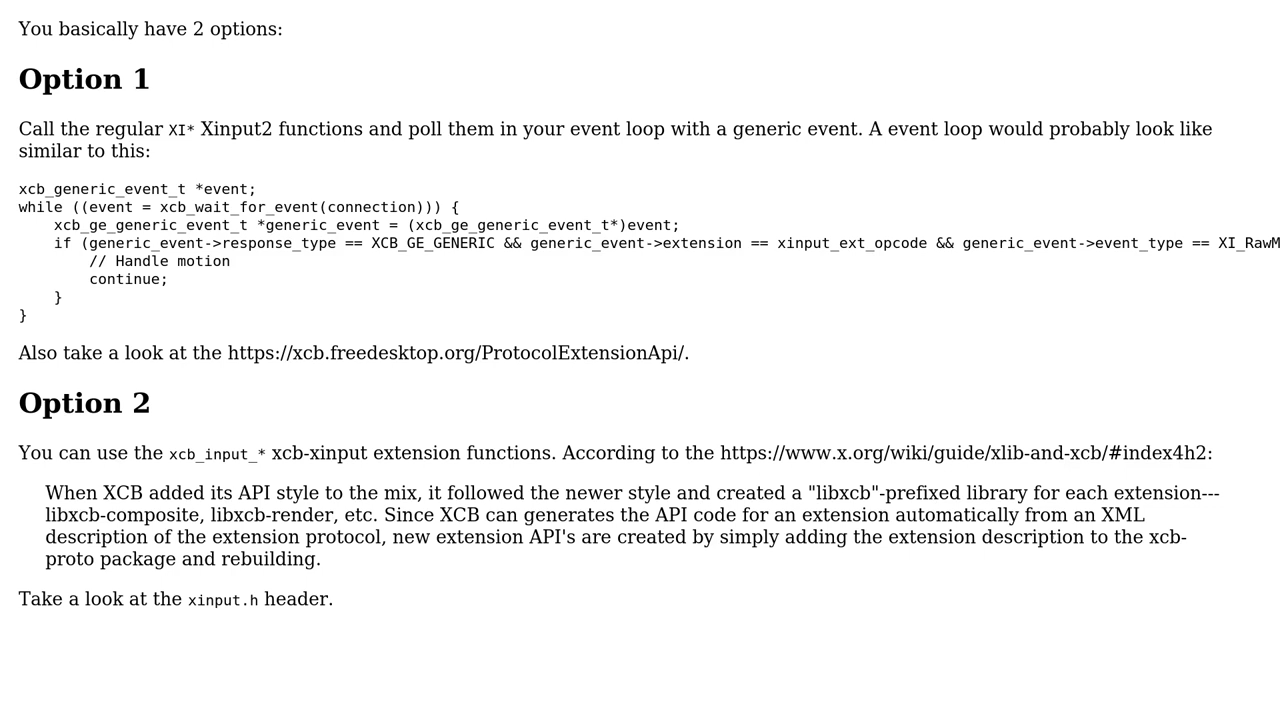 You basically have 2 options:
Option 1
Call the regular XI* Xinput2 functions and poll them in your event loop with a generic event. A event loop would probably look like
similar to this:
xcb_generic_event_t *event;
while ((event = xcb_wait_for_event(connection))) {
    xcb_ge_generic_event_t *generic_event = (xcb_ge_generic_event_t*)event;
    if (generic_event->response_type == XCB_GE_GENERIC && generic_event->extension == xinput_ext_opcode && generic_event->event_type == XI_RawM
        // Handle motion
        continue;
    }
}
Also take a look at the https://xcb.freedesktop.org/ProtocolExtensionApi/.
Option 2
You can use the xcb_input_* xcb-xinput extension functions. According to the https://www.x.org/wiki/guide/xlib-and-xcb/#index4h2:
When XCB added its API style to the mix, it followed the newer style and created a "libxcb"-prefixed library for each extension---
libxcb-composite, libxcb-render, etc. Since XCB can generates the API code for an extension automatically from an XML
description of the extension protocol, new extension API's are created by simply adding the extension description to the xcb-
proto package and rebuilding.
Take a look at the xinput.h header.